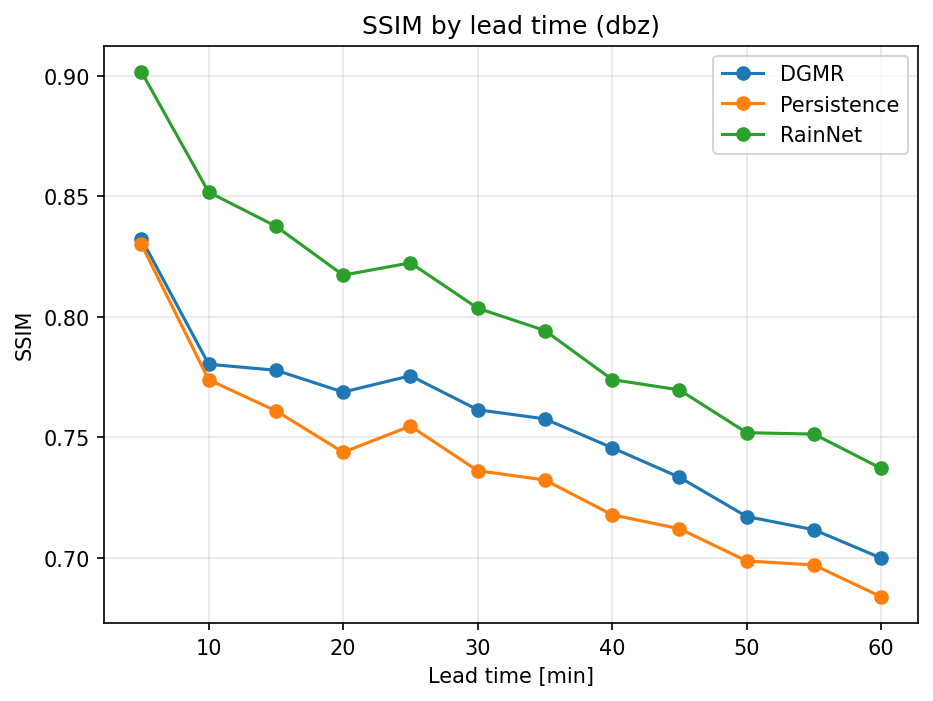 SSIM by lead time (dbz)
DGMR
Persistence
RainNet
SSIM
0.90
0.85
0.80
0.75
0.70
10 20 30 40 50 60
Lead time [min]